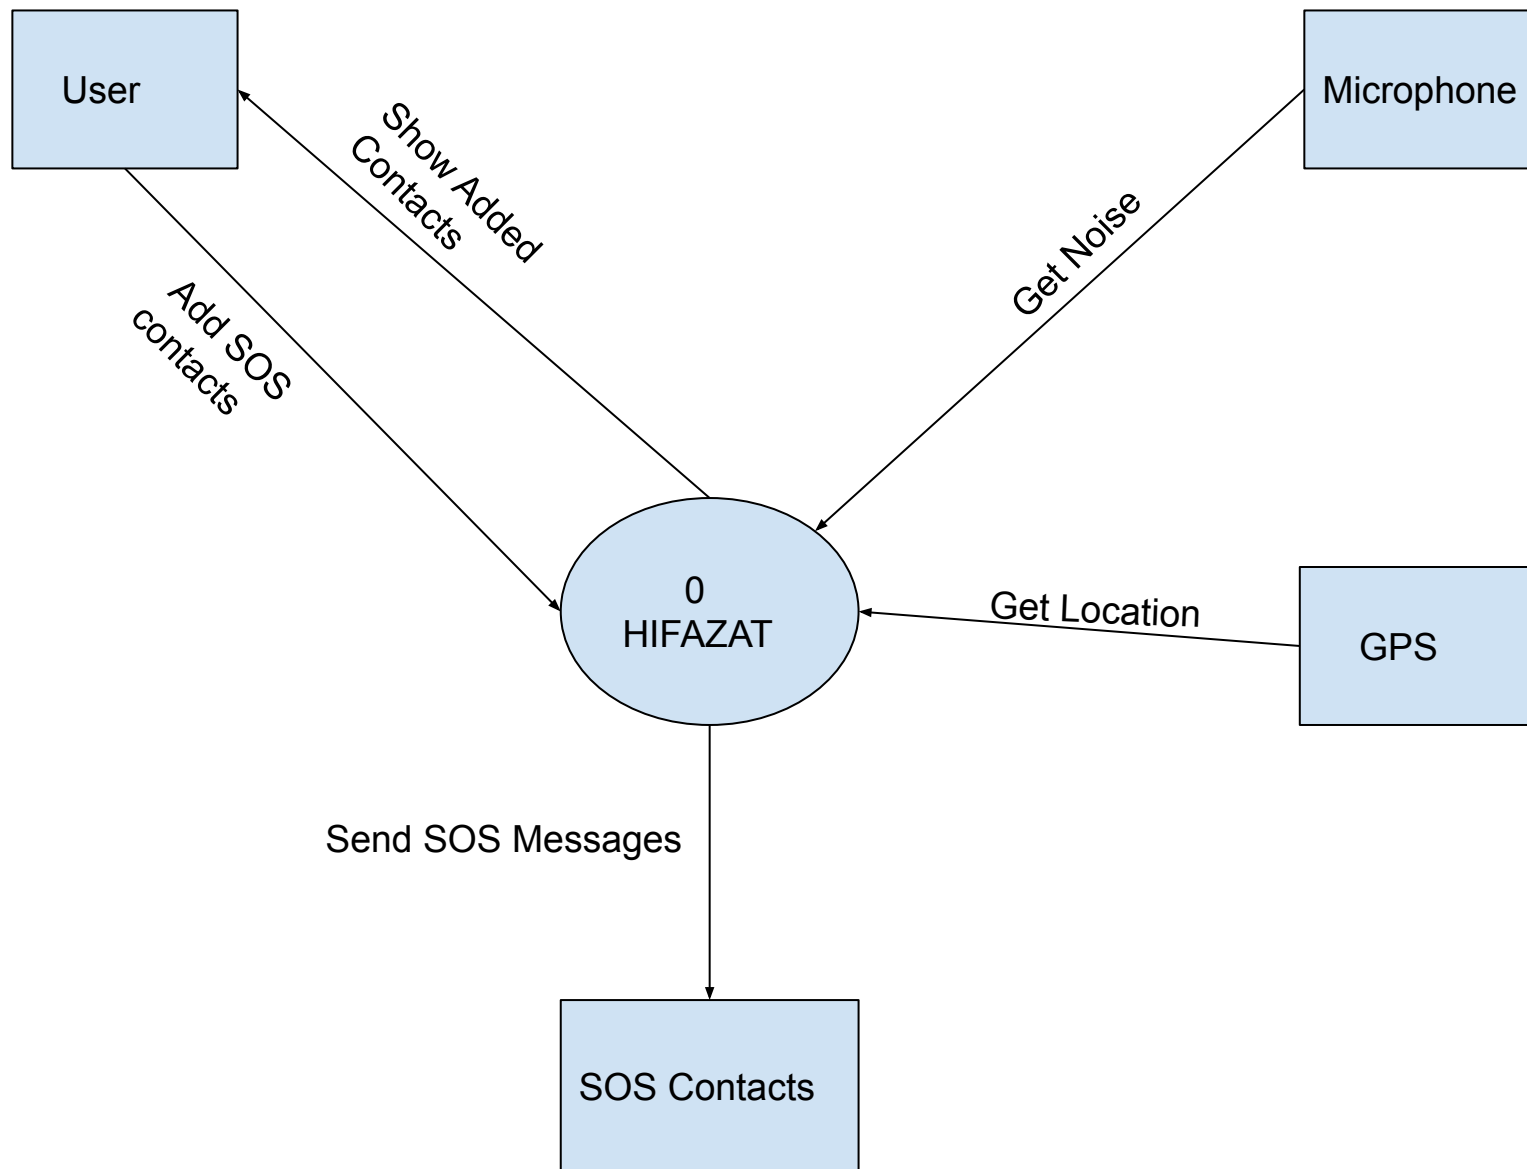 User
Microphone
Show Added
Contacts
Get Noise
Add SOS
contacts
0
HIFAZAT
Get Location
GPS
Send SOS Messages
SOS Contacts